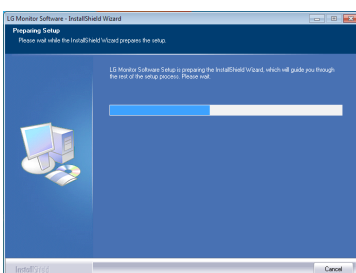 LG Monitor Software - InstallShield Wizard
Preparing Setup
Please wait while the InstallShield Wizard prepares the setup.
LG Monitor Software Setup is preparing the InstallShield Wizard, which will guide you through
the rest of the setup process. Please wait.
InstallShield
Cancel